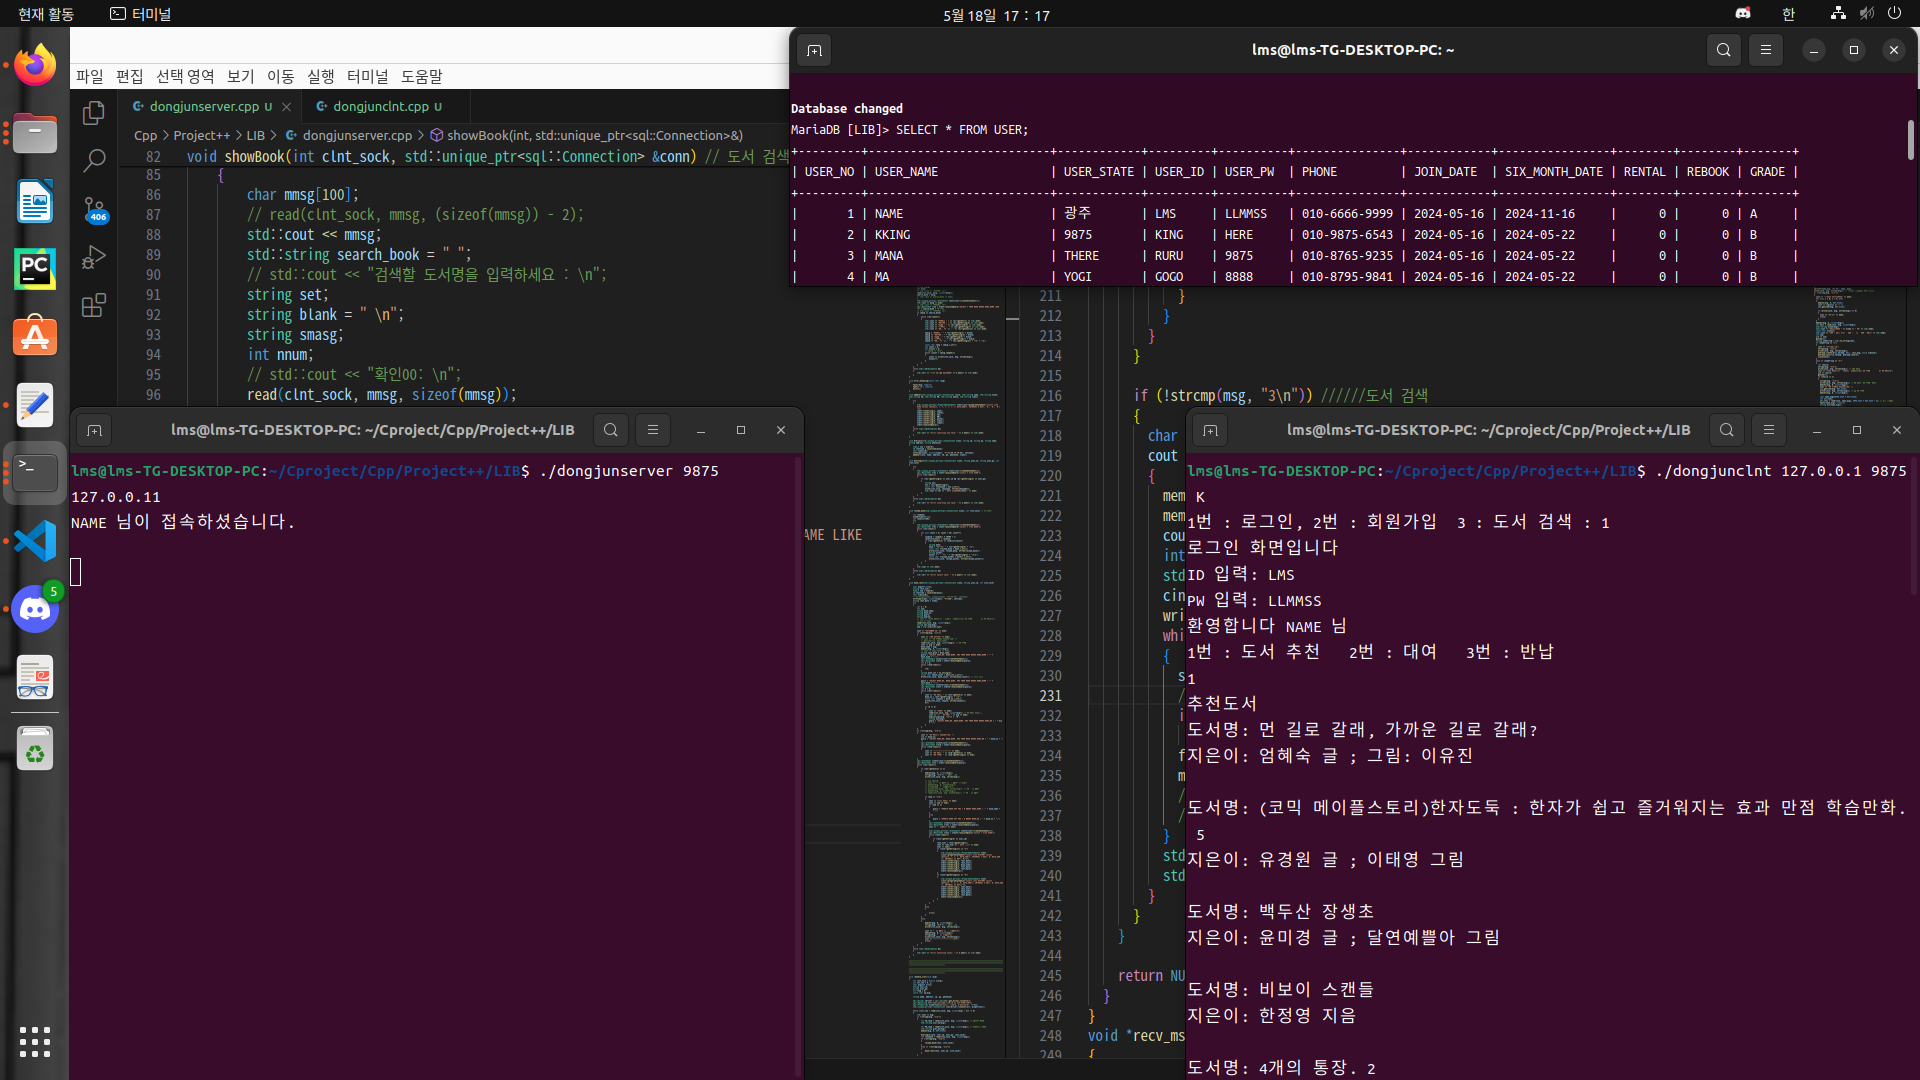 현재 활동
터미널
5월 18일 17 : 17
한
파일 편집 선택 영역 보기 이동 실행 터미널 도움말
dongjunserver.cpp U
dongjunclnt.cpp U
Cpp > Project++ > LIB > dongjunserver.cpp > showBook(int, std::unique_ptr<sql::Connection>&)
82 void showBook(int clnt_sock, std::unique_ptr<sql::Connection> &conn) // 도서 검색
85 {
86 char mmsg[100];
87 // read(clnt_sock, mmsg, (sizeof(mmsg)) - 2);
88 std::cout << mmsg;
89 std::string search_book = " ";
90 // std::cout << "검색할 도서명을 입력하세요 : \n";
91 string set;
92 string blank = " \n";
93 string smasg;
94 int nnum;
95 // std::cout << "확인00: \n";
96 read(clnt_sock, mmsg, sizeof(mmsg));
406
PC
5
lms@lms-TG-DESKTOP-PC: ~
Database changed
MariaDB [LIB]> SELECT * FROM USER;
+---------+--------------------------+------------+---------+---------+---------------+------------+----------------+--------+--------+-------+
| USER_NO | USER_NAME | USER_STATE | USER_ID | USER_PW | PHONE | JOIN_DATE | SIX_MONTH_DATE | RENTAL | REBOOK | GRADE |
+---------+--------------------------+------------+---------+---------+---------------+------------+----------------+--------+--------+-------+
| 1 | NAME | 광주 | LMS | LLMMSS | 010-6666-9999 | 2024-05-16 | 2024-11-16 | 0 | 0 | A |
| 2 | KKING | 9875 | KING | HERE | 010-9875-6543 | 2024-05-16 | 2024-05-22 | 0 | 0 | B |
| 3 | MANA | THERE | RURU | 9875 | 010-8765-9235 | 2024-05-16 | 2024-05-22 | 0 | 0 | B |
| 4 | MA | YOGI | GOGO | 8888 | 010-8795-9841 | 2024-05-16 | 2024-05-22 | 0 | 0 | B |
lms@lms-TG-DESKTOP-PC: ~/Cproject/Cpp/Project++/LIB
lms@lms-TG-DESKTOP-PC:~/Cproject/Cpp/Project++/LIB$ ./dongjunserver 9875
127.0.0.11
NAME 님이 접속하셨습니다.
AME LIKE
211 }
212 }
213 }
214 }
215
216 if (!strcmp(msg, "3\n")) //////도서 검색
217 {
218 char
219 cout
220 {
221 mem
222 mem
223 cou
224 int
225 std
226 cin
227 wri
228 whi
229 {
230 s
231 /
232 i
233
234 f
235 m
236 /
237 /
238 }
239 std
240 std
241 }
242 }
243 }
244
245 return NU
246 }
247 }
248 void *recv_ms
249 {
lms@lms-TG-DESKTOP-PC: ~/Cproject/Cpp/Project++/LIB
lms@lms-TG-DESKTOP-PC:~/Cproject/Cpp/Project++/LIB$ ./dongjunclnt 127.0.0.1 9875
K
1번 : 로그인, 2번 : 회원가입 3 : 도서 검색 : 1
로그인 화면입니다
ID 입력: LMS
PW 입력: LLMMSS
환영합니다 NAME 님
1번 : 도서 추천 2번 : 대여 3번 : 반납
1
추천도서
도서명: 먼 길로 갈래, 가까운 길로 갈래?
지은이: 엄혜숙 글 ; 그림: 이유진
도서명: (코믹 메이플스토리)한자도둑 : 한자가 쉽고 즐거워지는 효과 만점 학습만화.
5
지은이: 유경원 글 ; 이태영 그림
도서명: 백두산 장생초
지은이: 윤미경 글 ; 달연예쁠아 그림
도서명: 비보이 스캔들
지은이: 한정영 지음
도서명: 4개의 통장. 2